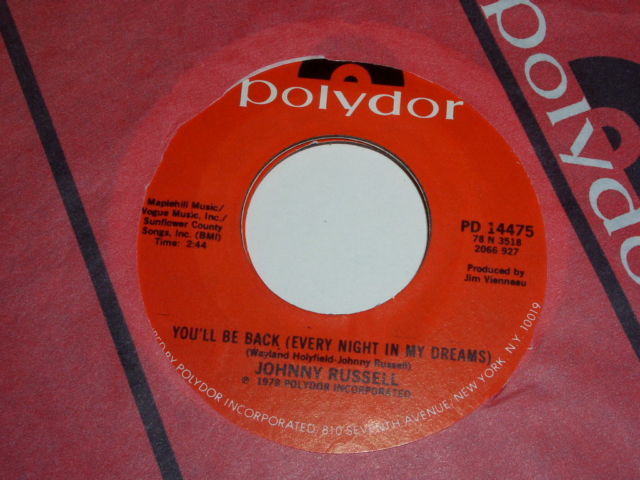 polydor
Maplehill Music/
Vogue Music, Inc./
Sunflower County
Songs, Inc. (BMI)
Time: 2:44
PD 14475
78 N 3518
2066 927
Produced by
Jim Vienneau
YOU'LL BE BACK (EVERY NIGHT IN MY DREAMS)
(Wayland Holyfield-Johnny Russell)
JOHNNY RUSSELL
℗ 1978 POLYDOR INCORPORATED
BY POLYDOR INCORPORATED, 810 SEVENTH AVENUE, NEW YORK, N.Y. 10019
polydor